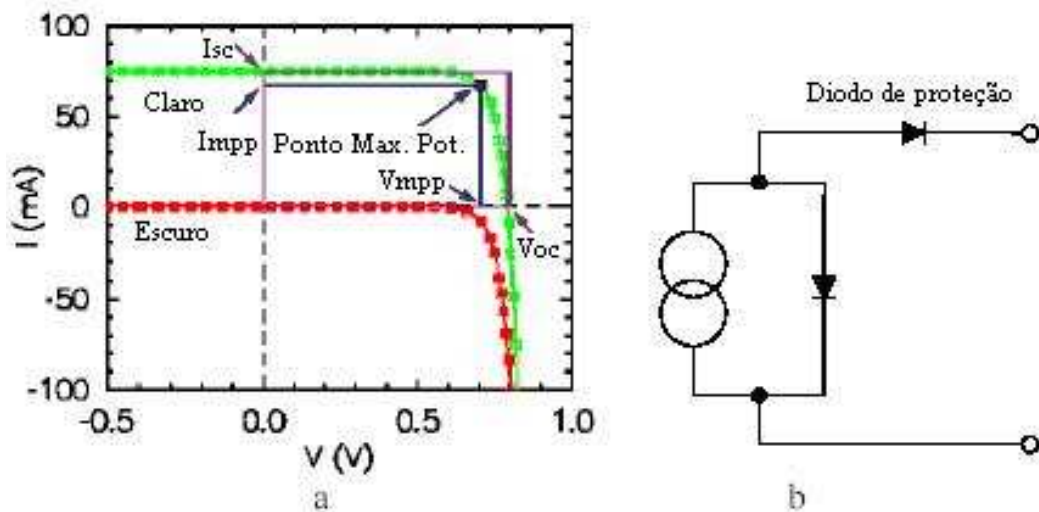 100
50
0
-50
-100
I (mA)
Isc
Claro
Impp
Ponto Max. Pot.
Vmpp
Escuro
Voc
-0.5
0.0
0.5
1.0
V (V)
a
Diodo de proteção
b